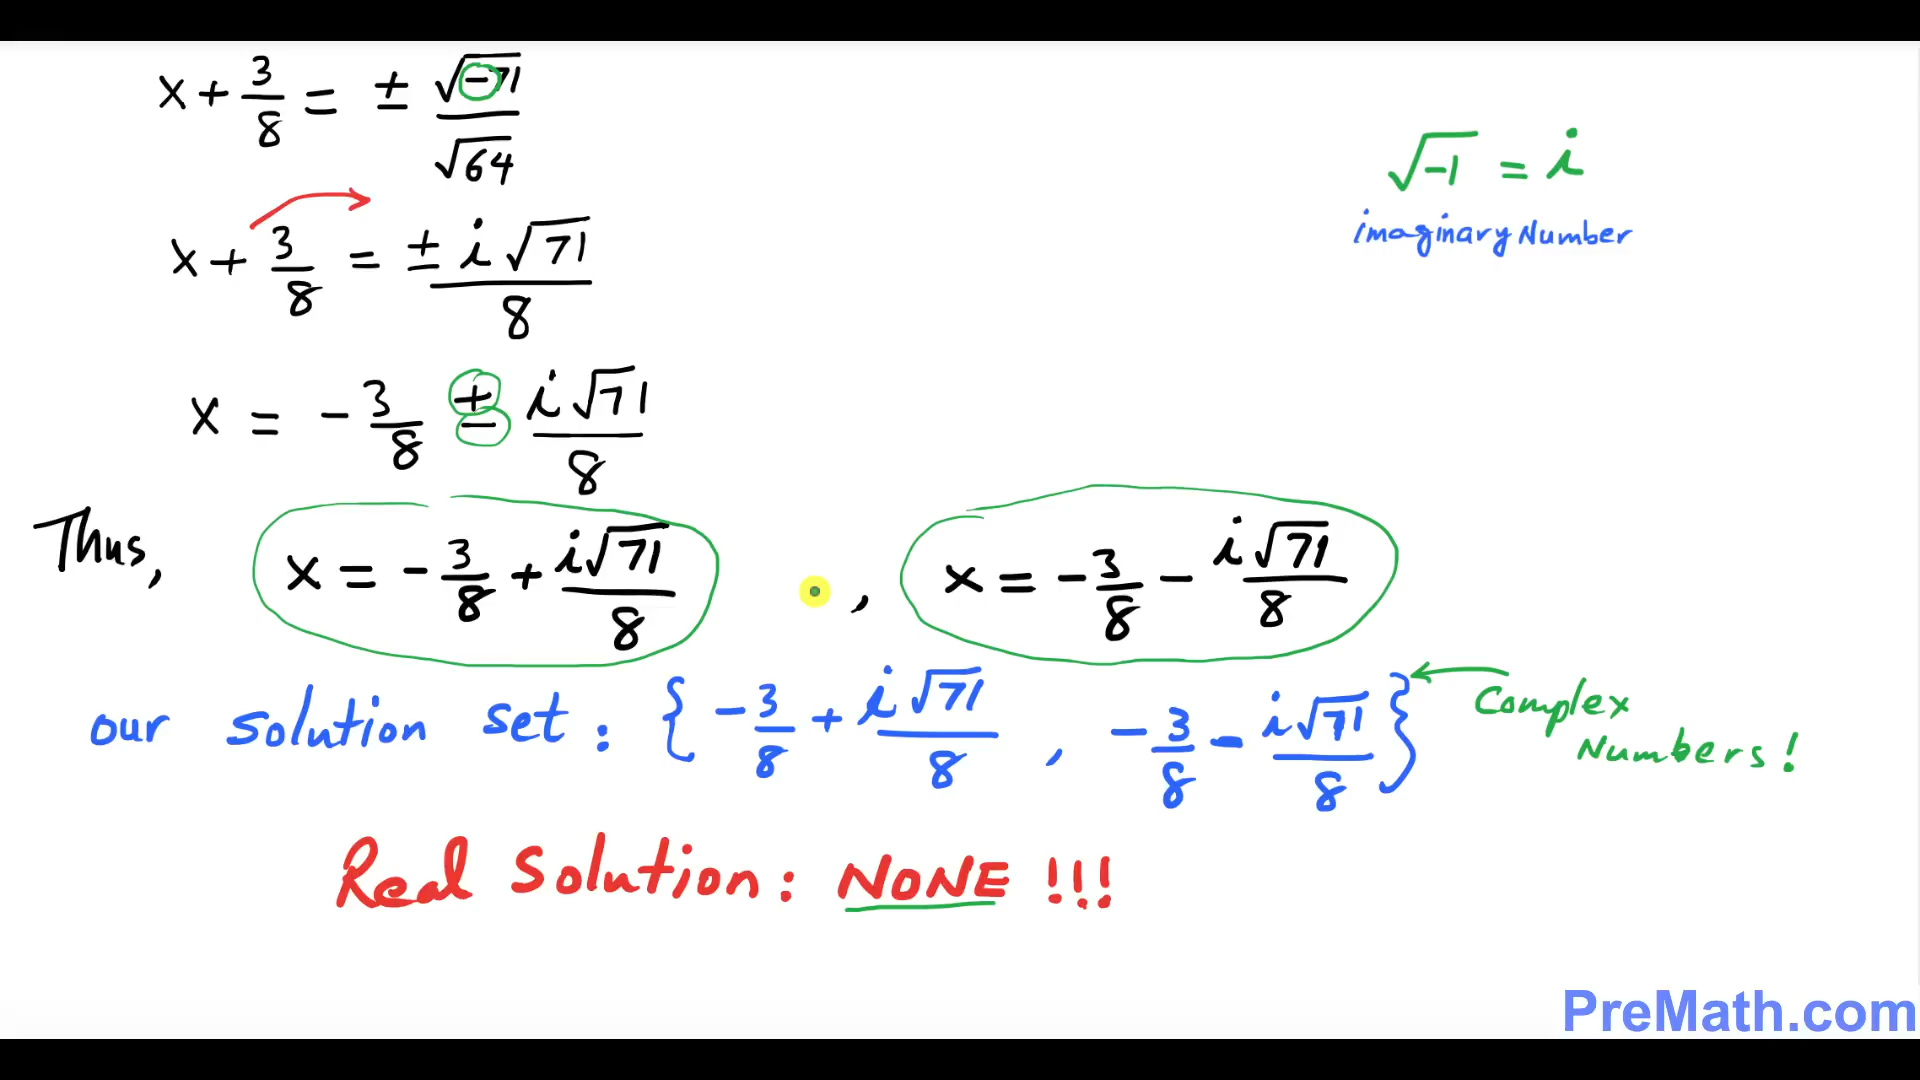 x + 3/8 = ± √-71/√64
√-1 = i
imaginary Number
x + 3/8 = ± i√71/8
x = -3/8 ± i√71/8
Thus, x = -3/8 + i√71/8 , x = -3/8 - i√71/8
our solution set: { -3/8 + i√71/8 , -3/8 - i√71/8 } Complex
Numbers!
Real Solution: NONE !!!
PreMath.com